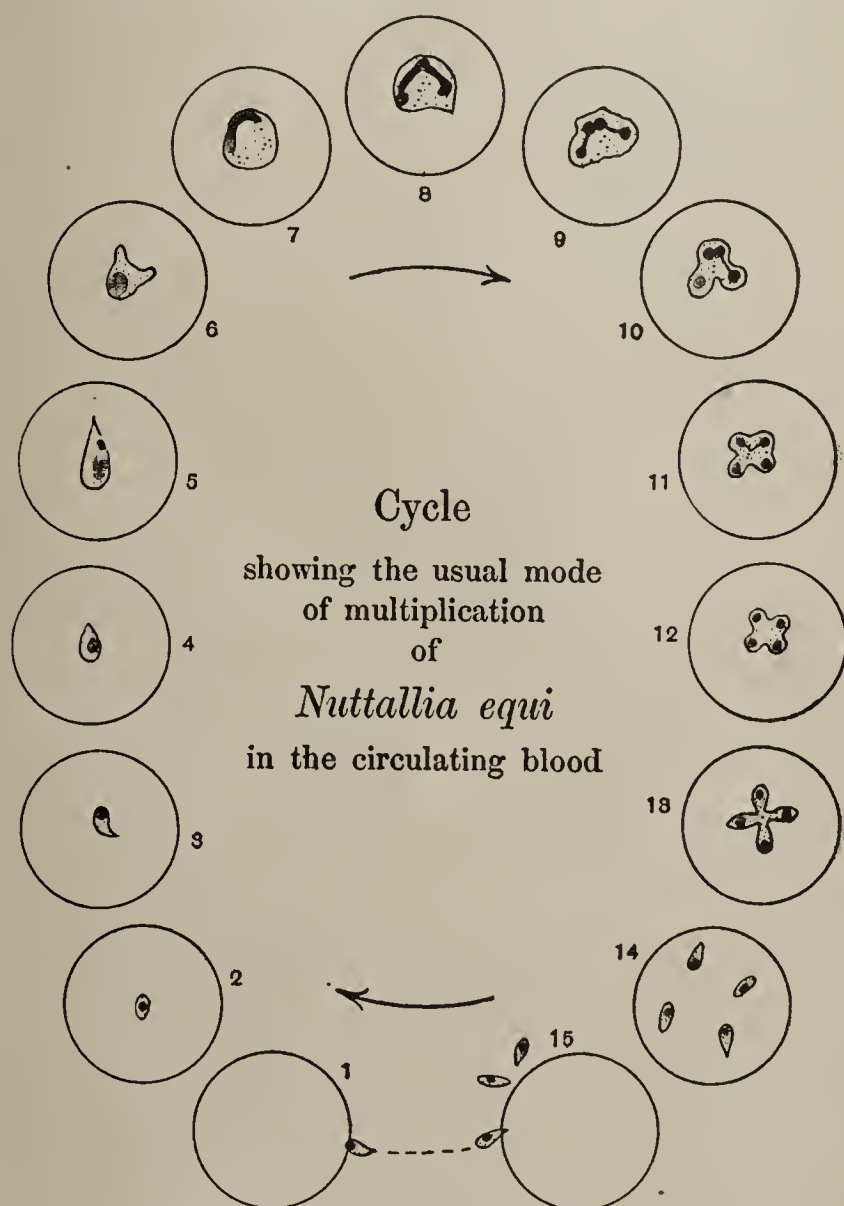 8
7
9
6
10
5
11
Cycle
showing the usual mode
of multiplication
of
Nuttallia equi
in the circulating blood
4
12
3
13
2
14
1
15